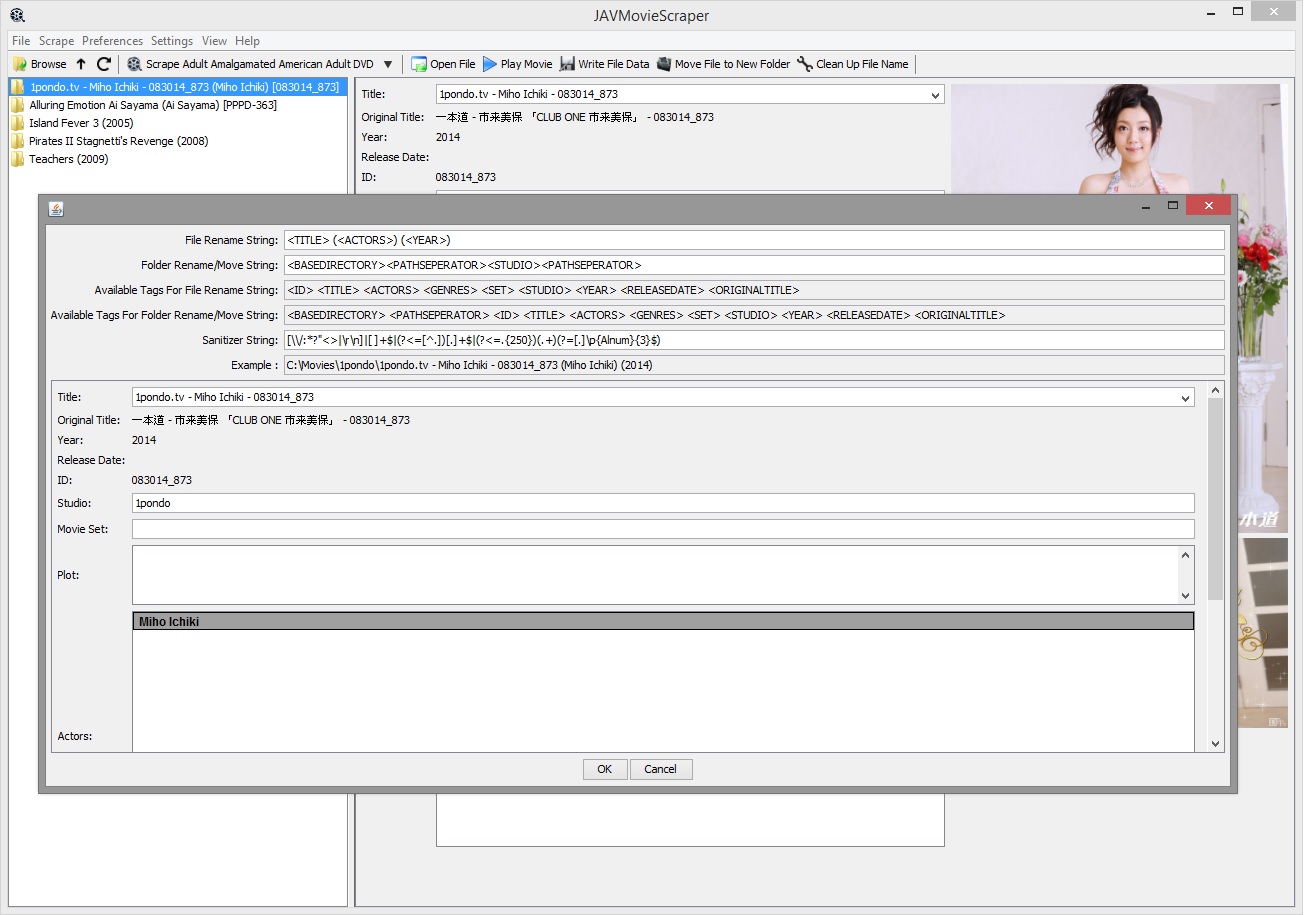 JAVMovieScraper
File Scrape Preferences Settings View Help
Browse Scrape Adult Amalgamated American Adult DVD Open File Play Movie Write File Data Move File to New Folder Clean Up File Name
1pondo.tv - Miho Ichiki - 083014_873 (Miho Ichiki) [083014_873]
Alluring Emotion Ai Sayama (Ai Sayama) [PPPD-363]
Island Fever 3 (2005)
Pirates II Stagnetti's Revenge (2008)
Teachers (2009)
Title: 1pondo.tv - Miho Ichiki - 083014_873
Original Title: 一本道 - 市来美保 「CLUB ONE 市来美保」 - 083014_873
Year: 2014
Release Date:
ID: 083014_873
File Rename String: <TITLE> (<ACTORS>) (<YEAR>)
Folder Rename/Move String: <BASEDIRECTORY><PATHSEPERATOR><STUDIO><PATHSEPERATOR>
Available Tags For File Rename String: <ID> <TITLE> <ACTORS> <GENRES> <SET> <STUDIO> <YEAR> <RELEASEDATE> <ORIGINALTITLE>
Available Tags For Folder Rename/Move String: <BASEDIRECTORY> <PATHSEPERATOR> <ID> <TITLE> <ACTORS> <GENRES> <SET> <STUDIO> <YEAR> <RELEASEDATE> <ORIGINALTITLE>
Sanitizer String: [\\/:*?"<>|\r\n]|[ ]+$|(?<=[^.])[.]+$|(?<=.{250})(.+)(?=[.]\p{Alnum}{3}$)
Example : C:\Movies\1pondo\1pondo.tv - Miho Ichiki - 083014_873 (Miho Ichiki) (2014)
Title: 1pondo.tv - Miho Ichiki - 083014_873
Original Title: 一本道 - 市来美保 「CLUB ONE 市来美保」 - 083014_873
Year: 2014
Release Date:
ID: 083014_873
Studio: 1pondo
Movie Set:
Plot:
Miho Ichiki
Actors:
OK Cancel
本道